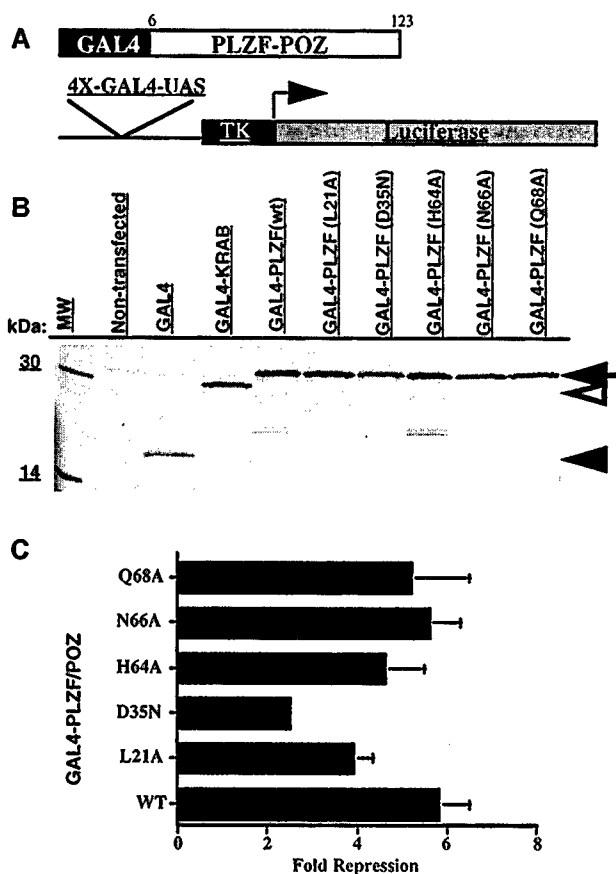 A
6
123
GAL4
PLZF-POZ
4X-GAL4-UAS
TK
Luciferase
B
kDa:
MW
Non-transfected
GAL4
GAL4-KRAB
GAL4-PLZF(wt)
GAL4-PLZF (L21A)
GAL4-PLZF (D35N)
GAL4-PLZF (H64A)
GAL4-PLZF (N66A)
GAL4-PLZF (Q68A)
30
14
C
GAL4-PLZF/POZ
Q68A
N66A
H64A
D35N
L21A
WT
0 2 4 6 8
Fold Repression